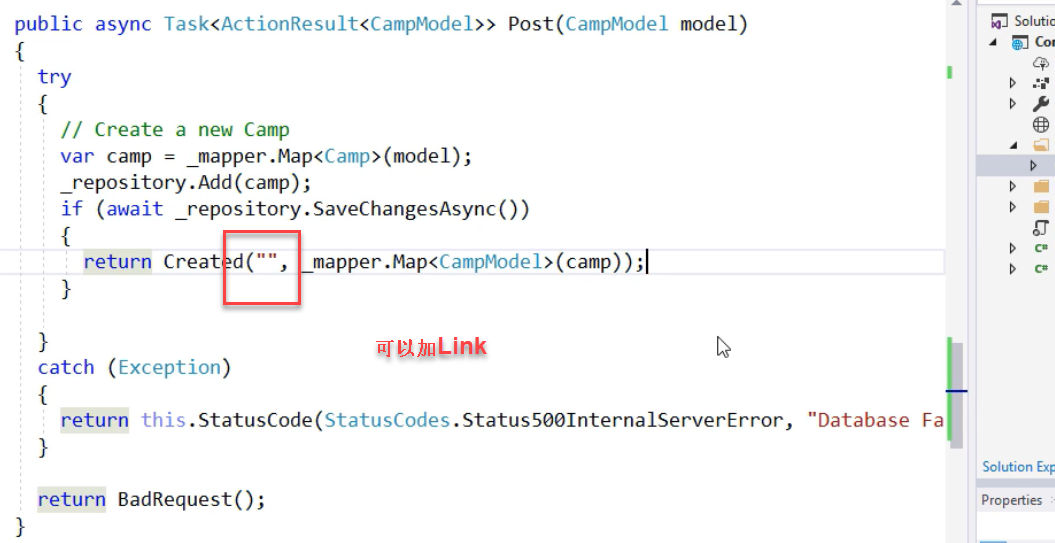 public async Task<ActionResult<CampModel>> Post(CampModel model)
{
try
{
// Create a new Camp
var camp = _mapper.Map<Camp>(model);
_repository.Add(camp);
if (await _repository.SaveChangesAsync())
{
return Created("", _mapper.Map<CampModel>(camp));
}
}
可以加Link
catch (Exception)
{
return this.StatusCode(StatusCodes.Status500InternalServerError, "Database Fa
}
return BadRequest();
}
Solutio
Con
C#
C#
Solution Exp
Properties